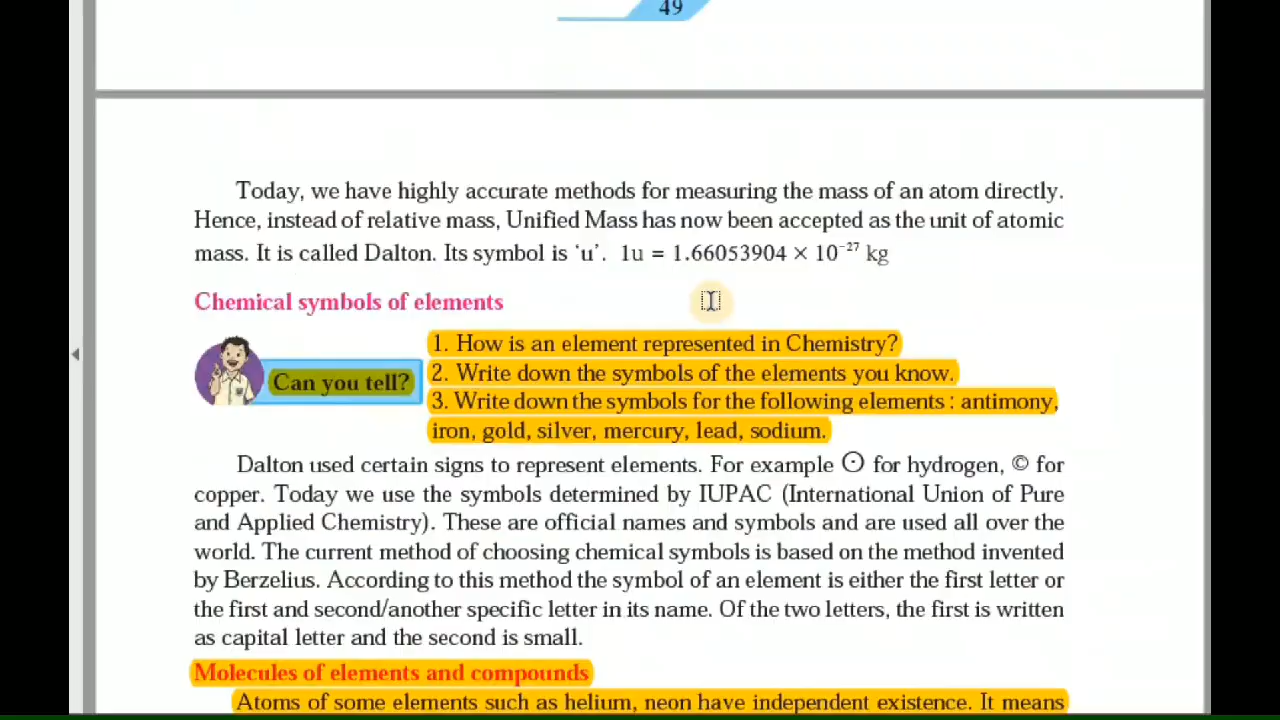 49
Today, we have highly accurate methods for measuring the mass of an atom directly.
Hence, instead of relative mass, Unified Mass has now been accepted as the unit of atomic
mass. It is called Dalton. Its symbol is 'u'. 1u = 1.66053904 × 10⁻²⁷ kg
Chemical symbols of elements
Can you tell?
1. How is an element represented in Chemistry?
2. Write down the symbols of the elements you know.
3. Write down the symbols for the following elements : antimony,
iron, gold, silver, mercury, lead, sodium.
Dalton used certain signs to represent elements. For example ⊙ for hydrogen, © for
copper. Today we use the symbols determined by IUPAC (International Union of Pure
and Applied Chemistry). These are official names and symbols and are used all over the
world. The current method of choosing chemical symbols is based on the method invented
by Berzelius. According to this method the symbol of an element is either the first letter or
the first and second/another specific letter in its name. Of the two letters, the first is written
as capital letter and the second is small.
Molecules of elements and compounds
Atoms of some elements such as helium, neon have independent existence. It means